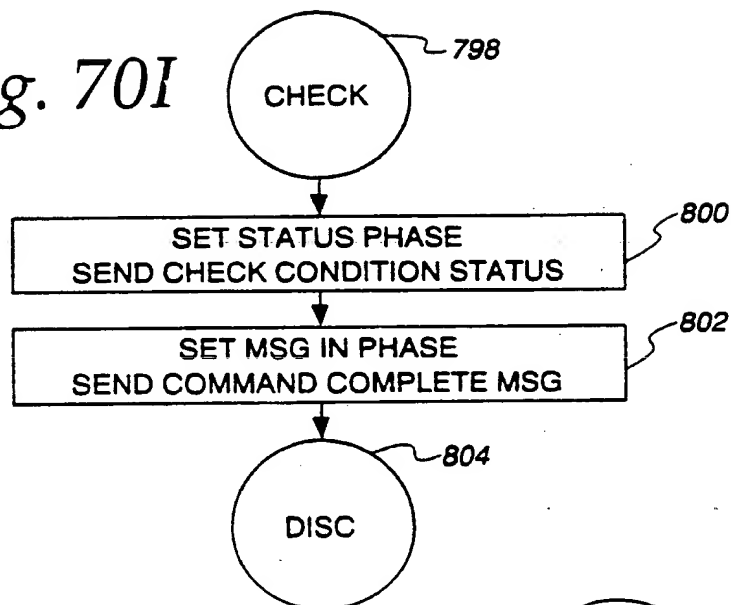 g. 70I
CHECK
798
SET STATUS PHASE
SEND CHECK CONDITION STATUS
800
SET MSG IN PHASE
SEND COMMAND COMPLETE MSG
802
DISC
804